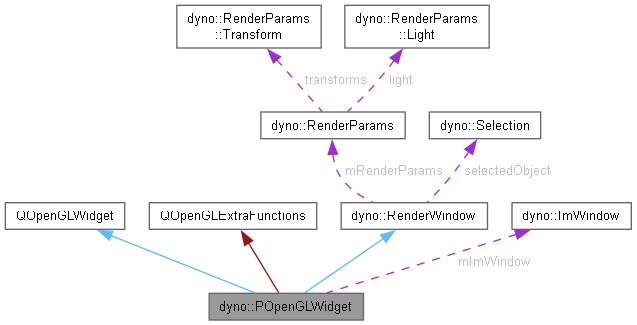 dyno::RenderParams
::Transform
dyno::RenderParams
::Light
transforms
light
dyno::RenderParams
dyno::Selection
mRenderParams
selectedObject
QOpenGLWidget
QOpenGLExtraFunctions
dyno::RenderWindow
dyno::ImWindow
mImWindow
dyno::POpenGLWidget